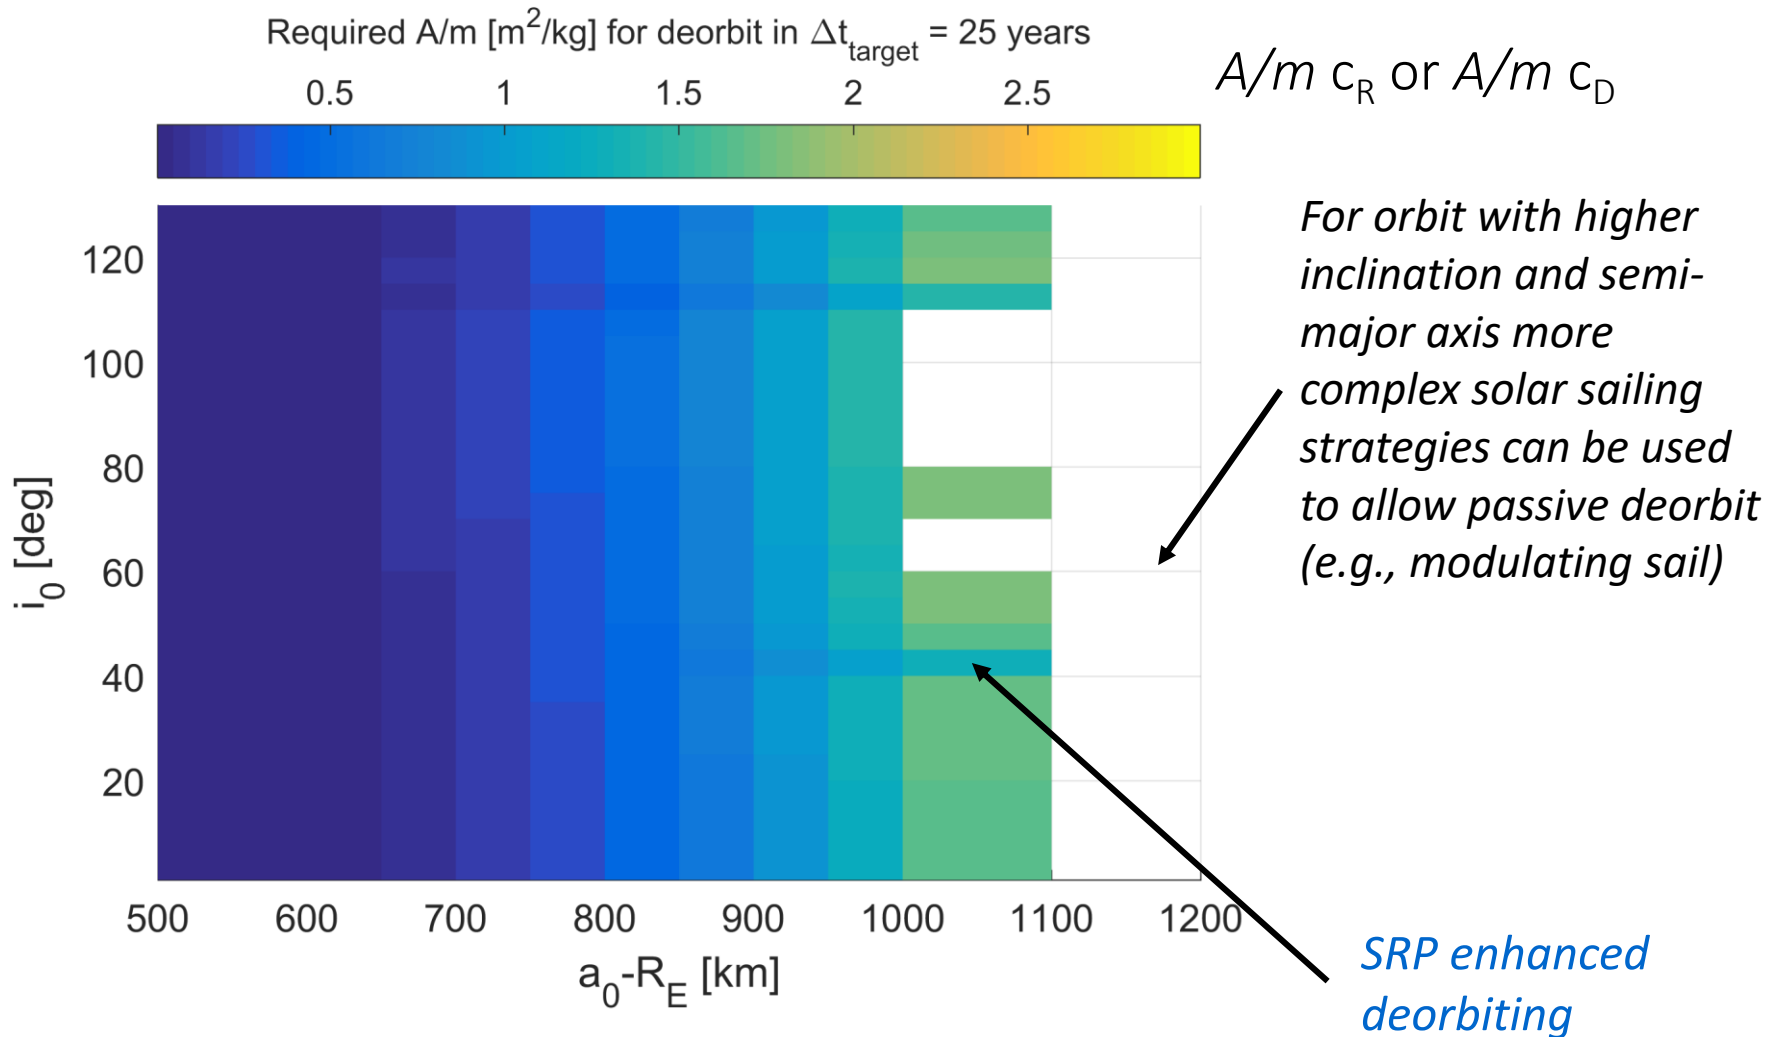 Required A/m [m²/kg] for deorbit in Δt_target = 25 years
0.5 1 1.5 2 2.5
A/m c_R or A/m c_D
For orbit with higher
inclination and semi-
major axis more
complex solar sailing
strategies can be used
to allow passive deorbit
(e.g., modulating sail)
120
100
80
60
40
20
i_0 [deg]
500 600 700 800 900 1000 1100 1200
a_0-R_E [km]
SRP enhanced
deorbiting